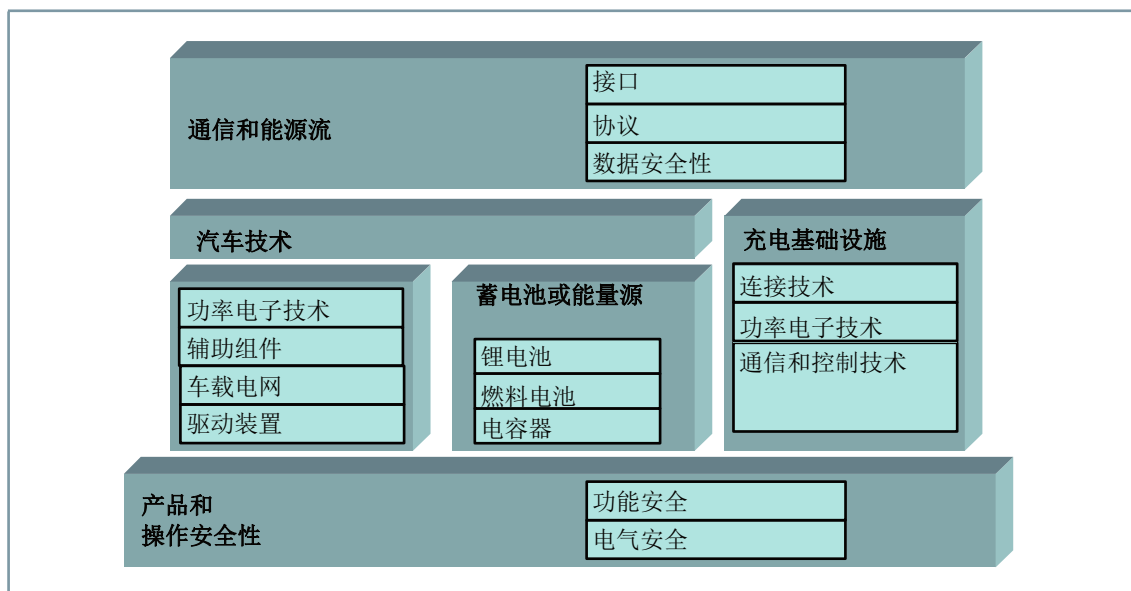 通信和能源流
接口
协议
数据安全性
汽车技术
功率电子技术
辅助组件
车载电网
驱动装置
蓄电池或能量源
锂电池
燃料电池
电容器
充电基础设施
连接技术
功率电子技术
通信和控制技术
产品和
操作安全性
功能安全
电气安全